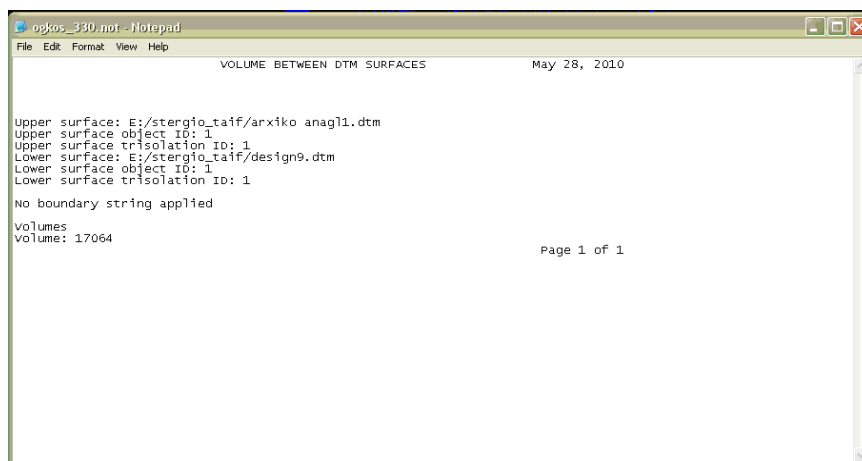 ogkos_330.not - Notepad
File Edit Format View Help
VOLUME BETWEEN DTM SURFACES May 28, 2010
Upper surface: E:/stergio_taif/arxiko anagl1.dtm
Upper surface object ID: 1
Upper surface trisolation ID: 1
Lower surface: E:/stergio_taif/design9.dtm
Lower surface object ID: 1
Lower surface trisolation ID: 1
No boundary string applied
Volumes
Volume: 17064
Page 1 of 1